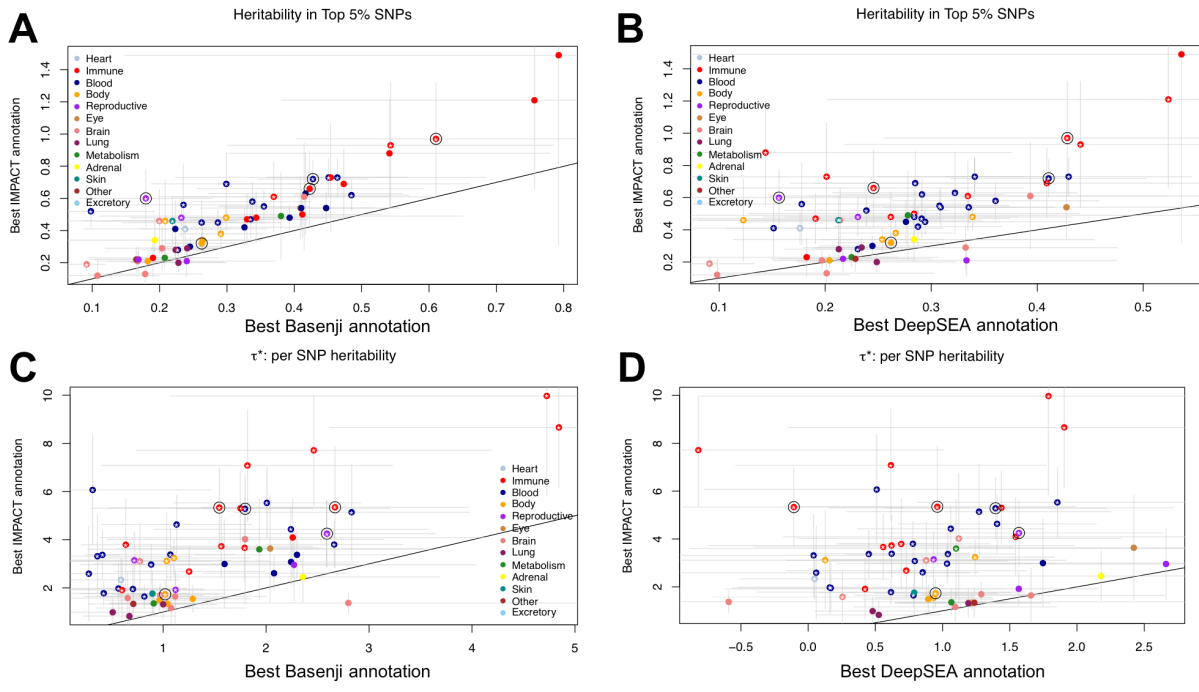 A
Heritability in Top 5% SNPs
Best IMPACT annotation
1.4
1.2
1.0
0.8
0.6
0.4
0.2
Heart
Immune
Blood
Body
Reproductive
Eye
Brain
Lung
Metabolism
Adrenal
Skin
Other
Excretory
0.1 0.2 0.3 0.4 0.5 0.6 0.7 0.8
Best Basenji annotation
B
Heritability in Top 5% SNPs
Best IMPACT annotation
1.4
1.2
1.0
0.8
0.6
0.4
0.2
Heart
Immune
Blood
Body
Reproductive
Eye
Brain
Lung
Metabolism
Adrenal
Skin
Other
Excretory
0.1 0.2 0.3 0.4 0.5
Best DeepSEA annotation
C
τ*: per SNP heritability
Best IMPACT annotation
10
8
6
4
2
Heart
Immune
Blood
Body
Reproductive
Eye
Brain
Lung
Metabolism
Adrenal
Skin
Other
Excretory
1 2 3 4 5
Best Basenji annotation
D
τ*: per SNP heritability
Best IMPACT annotation
10
8
6
4
2
−0.5 0.0 0.5 1.0 1.5 2.0 2.5
Best DeepSEA annotation